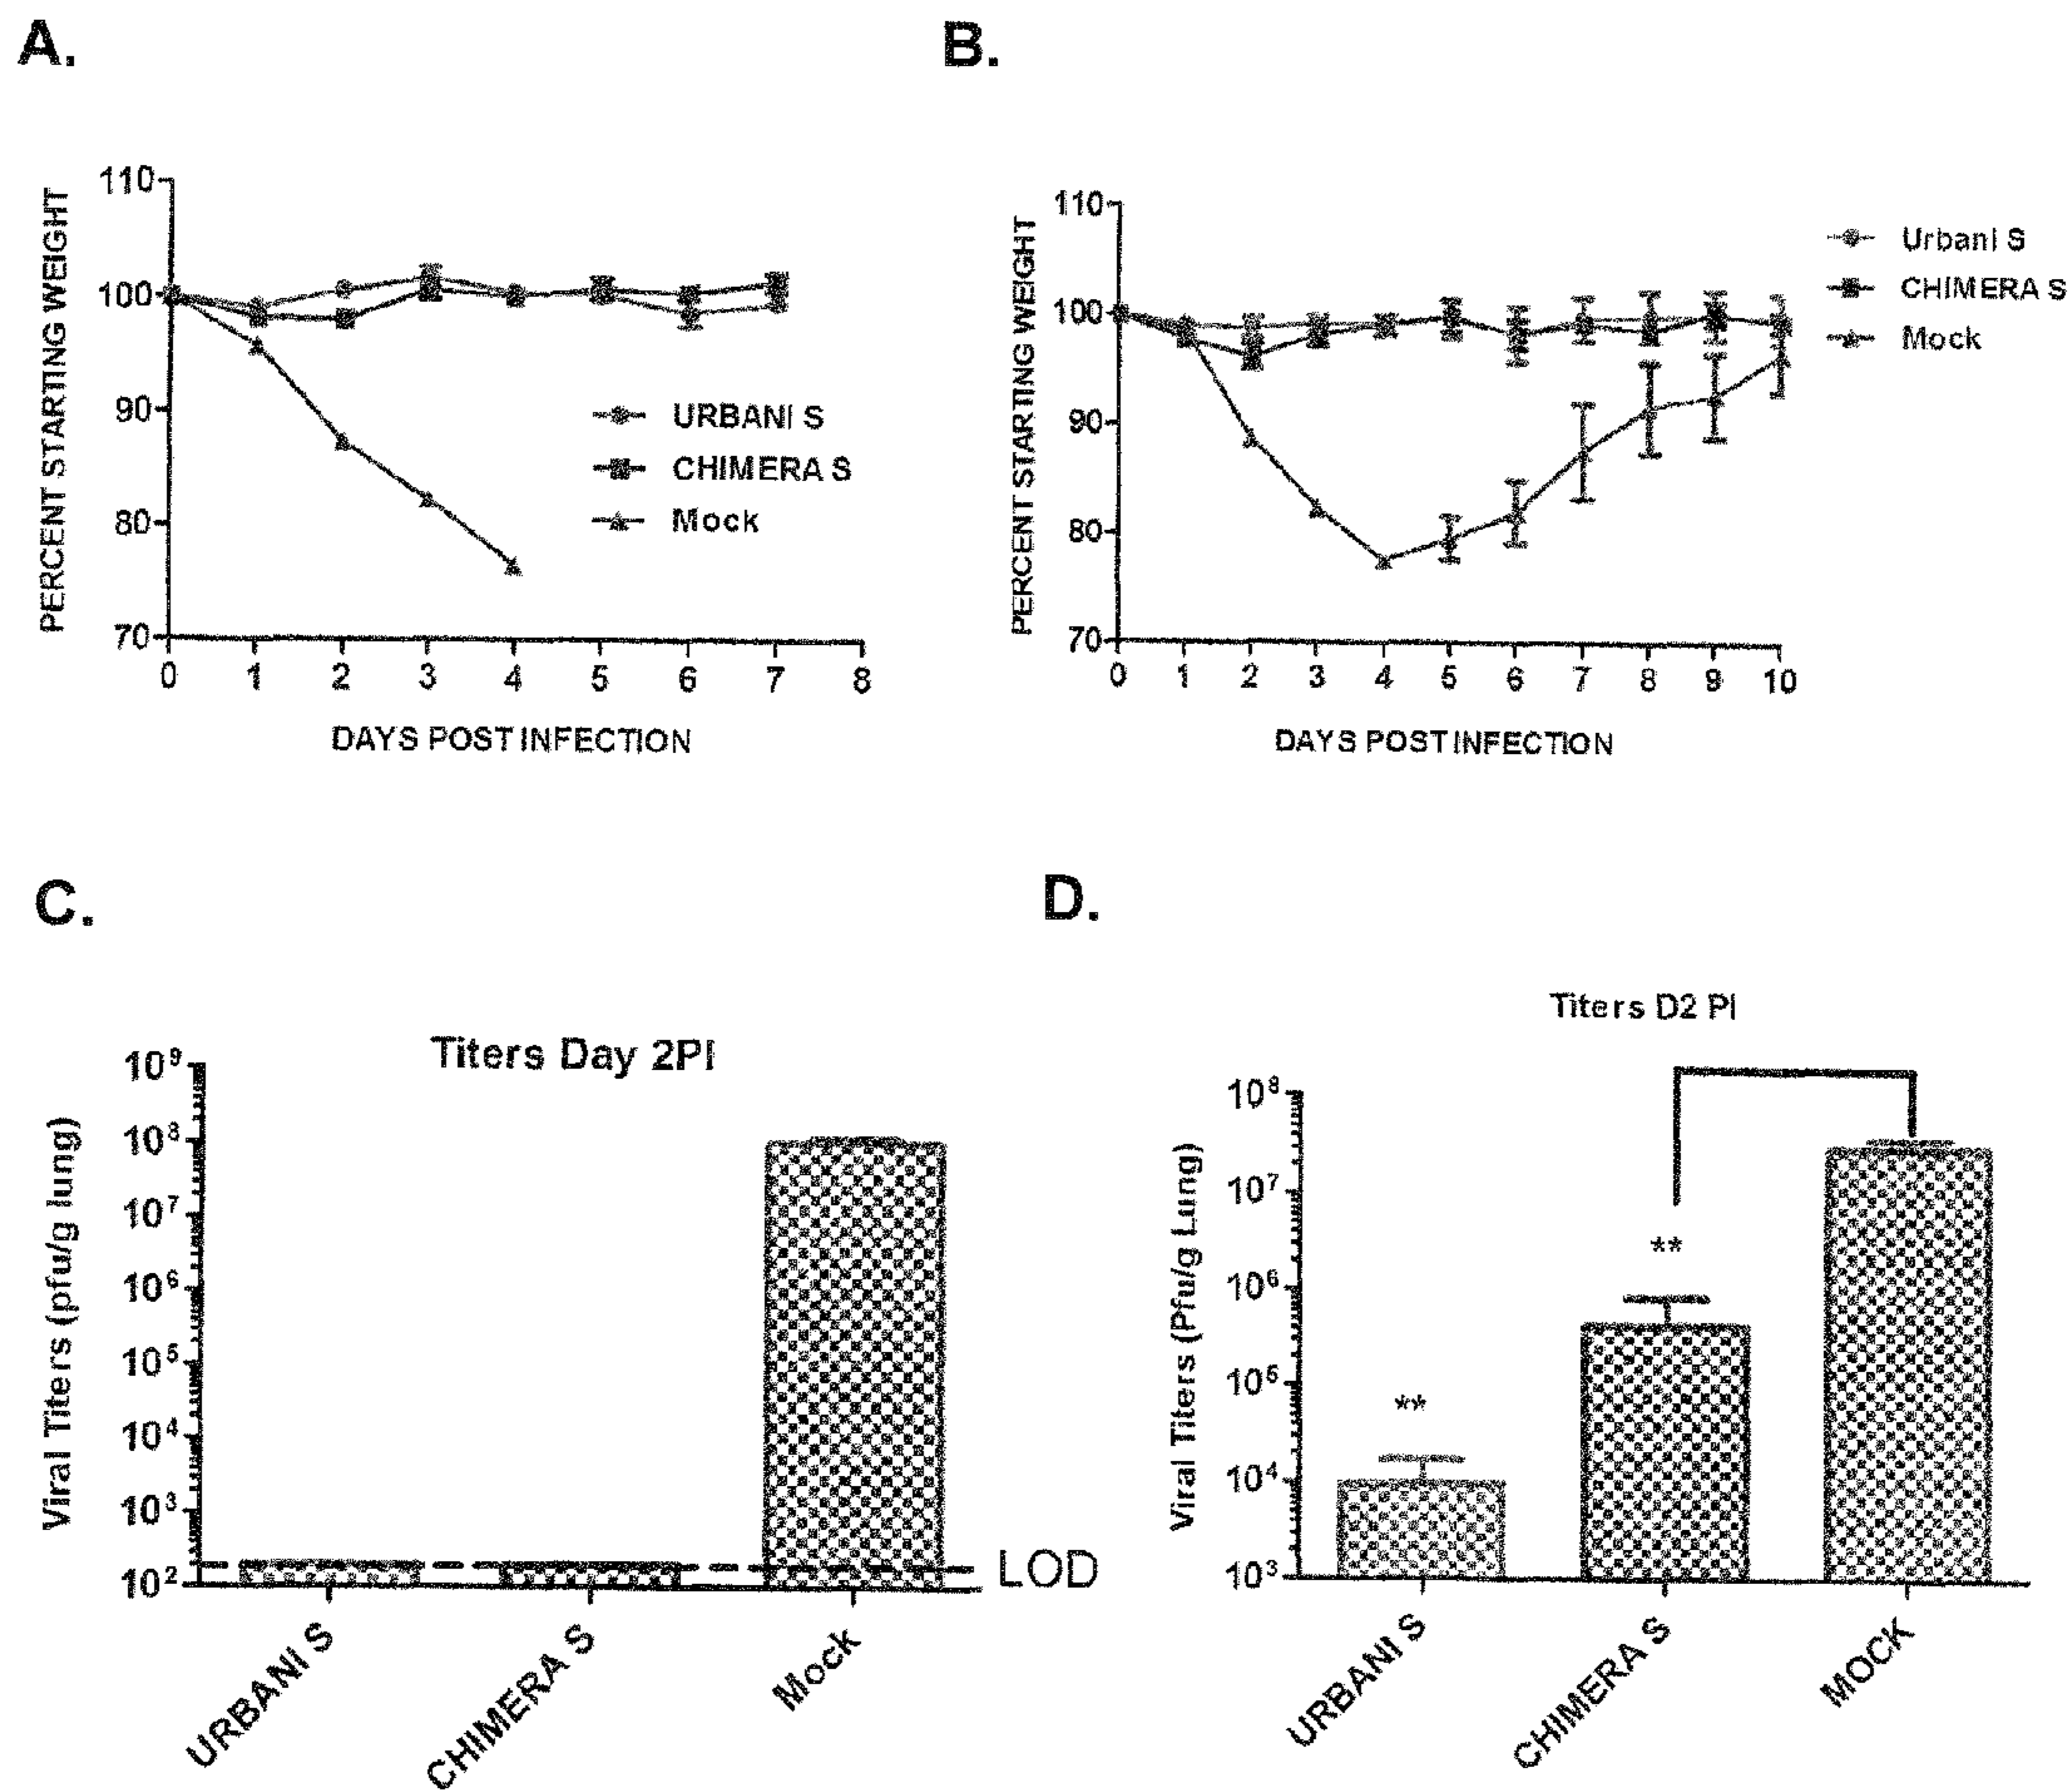 A.
PERCENT STARTING WEIGHT
110
100
90
80
70
0 1 2 3 4 5 6 7 8
DAYS POST INFECTION
URBANI S
CHIMERA S
Mock
B.
PERCENT STARTING WEIGHT
110
100
90
80
70
0 1 2 3 4 5 6 7 8 9 10
DAYS POST INFECTION
Urbani S
CHIMERA S
Mock
C.
Titers Day 2PI
Viral Titers (pfu/g lung)
10⁹
10⁸
10⁷
10⁶
10⁵
10⁴
10³
10²
LOD
URBANI S
CHIMERA S
Mock
D.
Titers D2 PI
Viral Titers (Pfu/g Lung)
10⁸
10⁷
10⁶
10⁵
10⁴
10³
**
**
URBANI S
CHIMERA S
MOCK